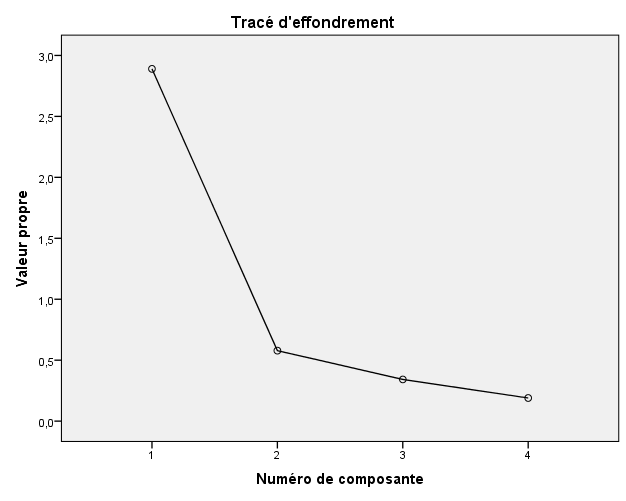 Tracé d'effondrement
3,0
2,5
2,0
1,5
1,0
0,5
0,0
Valeur propre
1 2 3 4
Numéro de composante